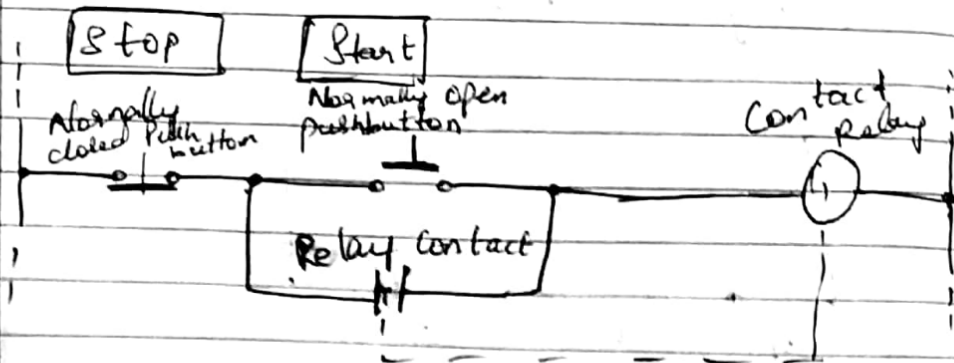 Stop
Start
Normally
closed Push
button
Normally open
pushbutton
Contact
Relay
Relay Contact